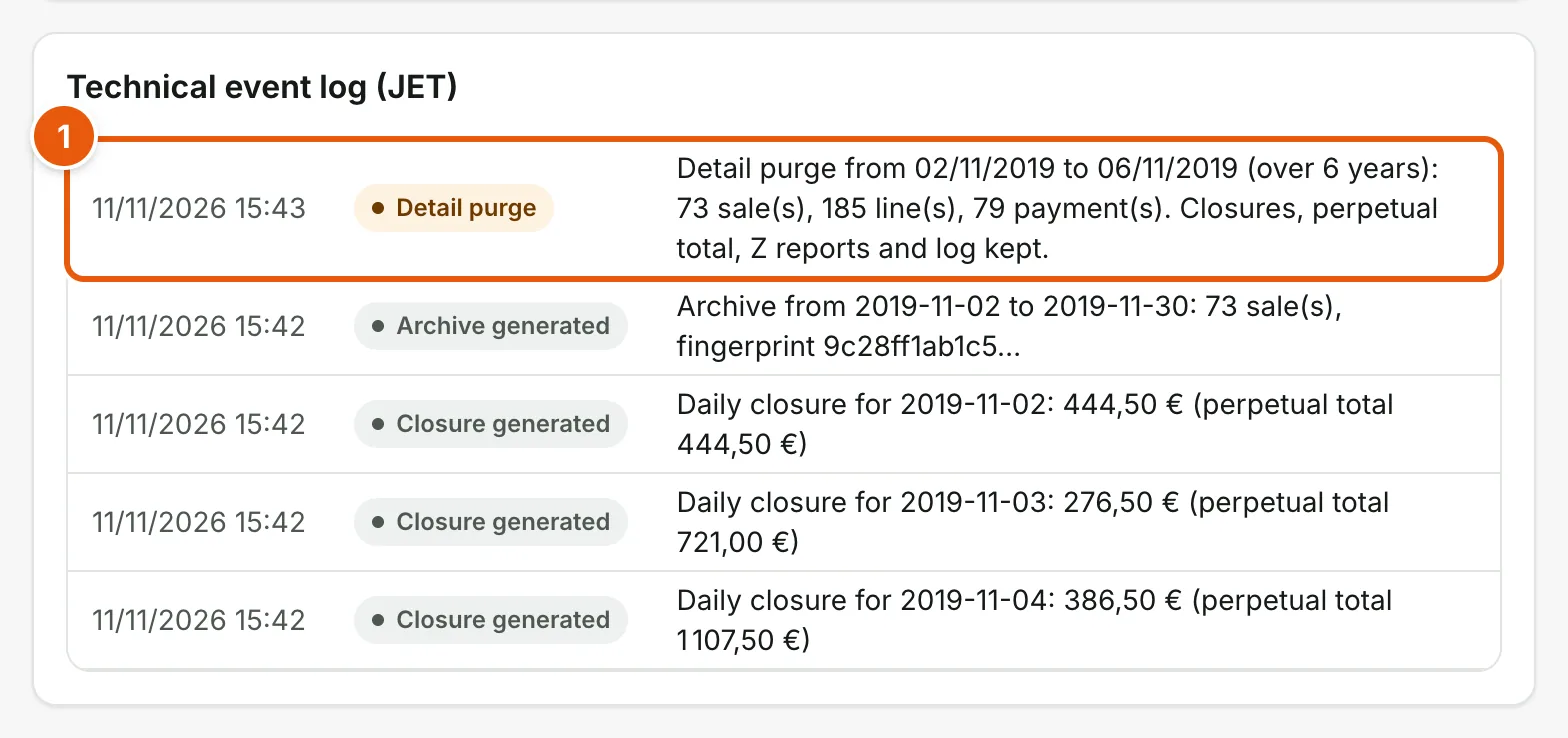 Technical event log (JET)
1
11/11/2026 15:43
Detail purge
Detail purge from 02/11/2019 to 06/11/2019 (over 6 years):
73 sale(s), 185 line(s), 79 payment(s). Closures, perpetual
total, Z reports and log kept.
11/11/2026 15:42
Archive generated
Archive from 2019-11-02 to 2019-11-30: 73 sale(s),
fingerprint 9c28ff1ab1c5...
11/11/2026 15:42
Closure generated
Daily closure for 2019-11-02: 444,50 € (perpetual total
444,50 €)
11/11/2026 15:42
Closure generated
Daily closure for 2019-11-03: 276,50 € (perpetual total
721,00 €)
11/11/2026 15:42
Closure generated
Daily closure for 2019-11-04: 386,50 € (perpetual total
1 107,50 €)